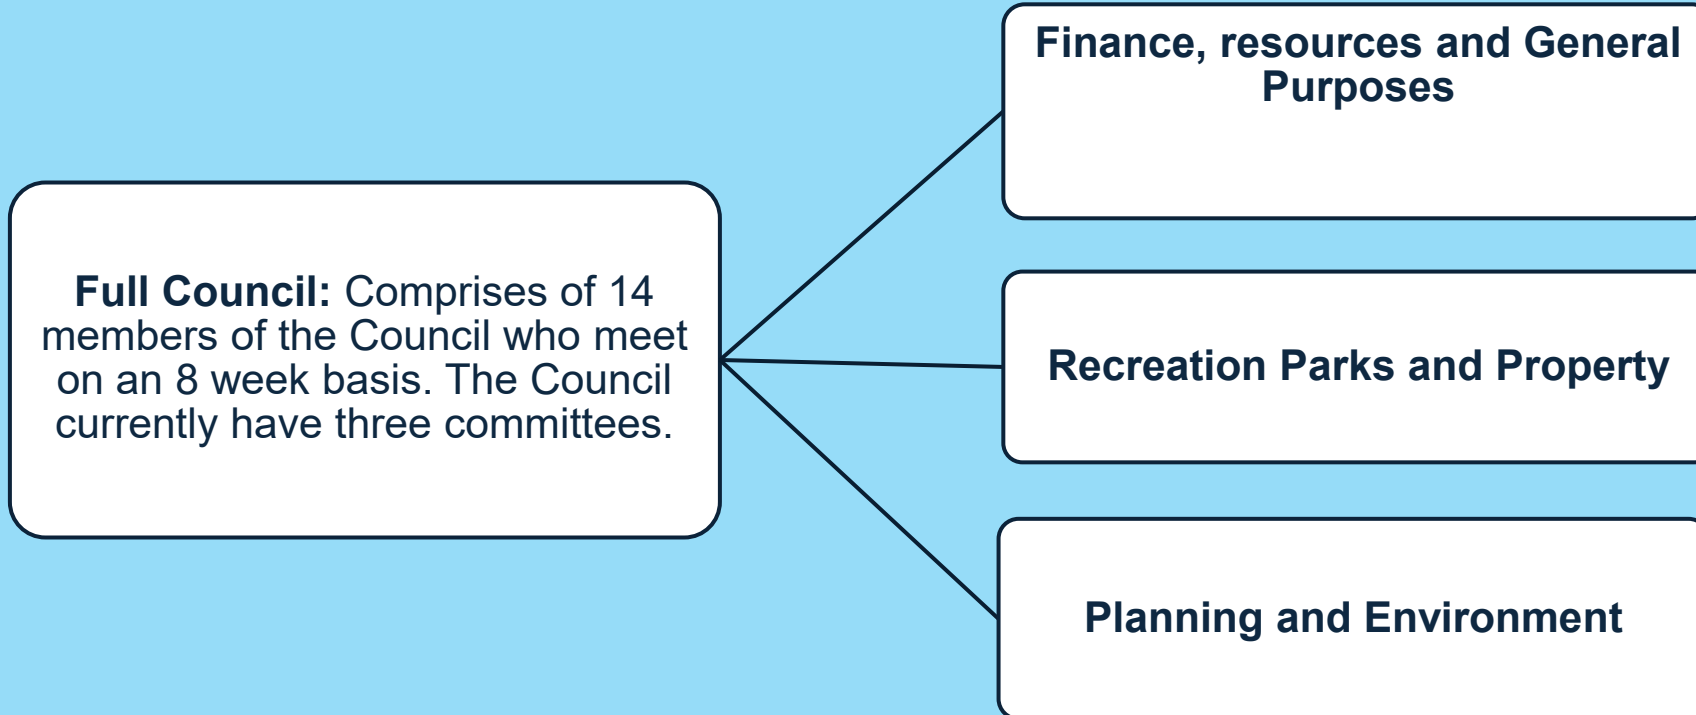 Full Council: Comprises of 14
members of the Council who meet
on an 8 week basis. The Council
currently have three committees.
Finance, resources and General
Purposes
Recreation Parks and Property
Planning and Environment